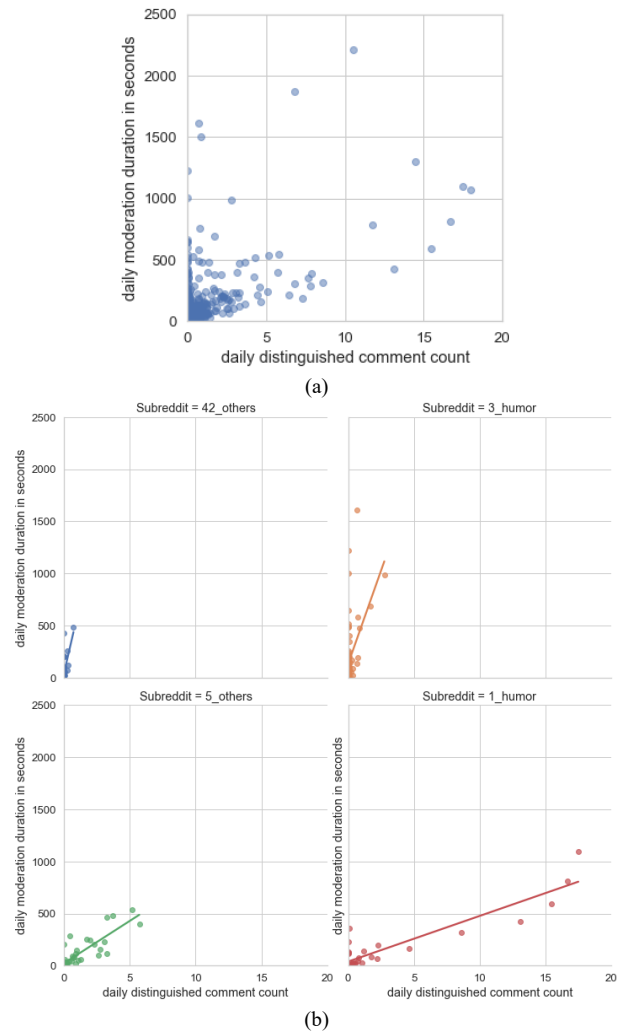 2500
2000
1500
1000
500
0
0 5 10 15 20
daily moderation duration in seconds
daily distinguished comment count
(a)
Subreddit = 42_others
2500
2000
1500
1000
500
0
daily moderation duration in seconds
Subreddit = 3_humor
Subreddit = 5_others
2500
2000
1500
1000
500
0
0 5 10 15 20
daily moderation duration in seconds
daily distinguished comment count
Subreddit = 1_humor
0 5 10 15 20
daily moderation duration in seconds
daily distinguished comment count
(b)